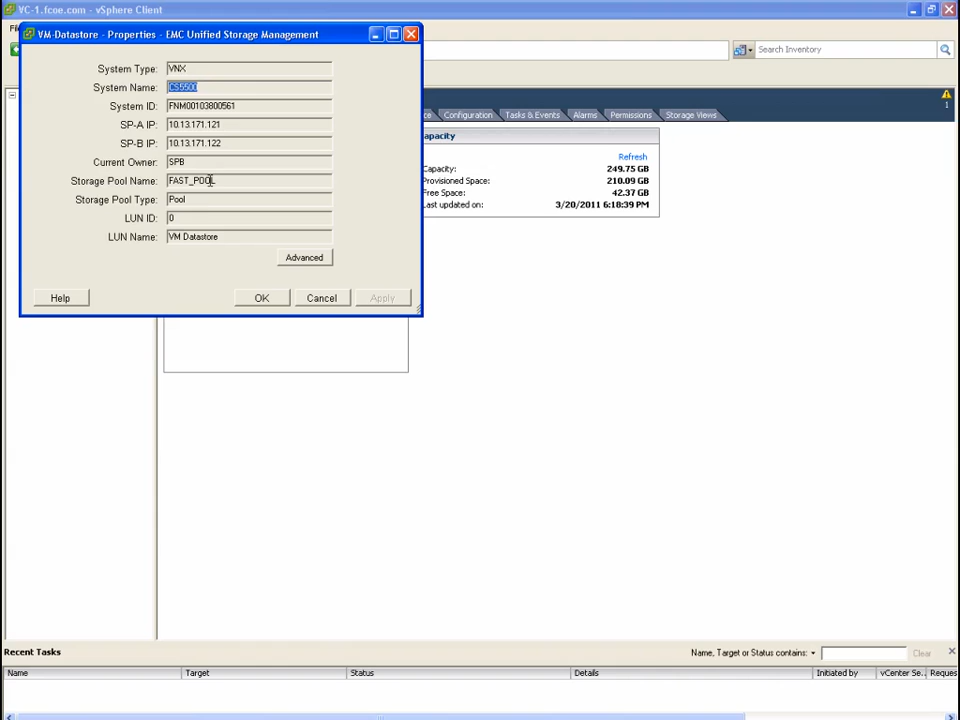 VC-1.fcoe.com - vSphere Client
VM-Datastore - Properties - EMC Unified Storage Management
System Type: VNX
System Name: CS5500
System ID: FNM00103800561
SP-A IP: 10.13.171.121
SP-B IP: 10.13.171.122
Current Owner: SPB
Storage Pool Name: FAST_POOL
Storage Pool Type: Pool
LUN ID: 0
LUN Name: VM Datastore
Advanced
Help OK Cancel Apply
Search Inventory
1
Configuration Tasks & Events Alarms Permissions Storage Views
Refresh
Capacity: 249.75 GB
Provisioned Space: 210.09 GB
Free Space: 42.37 GB
Last updated on: 3/20/2011 6:18:39 PM
Recent Tasks Name, Target or Status contains: Clear
Name Target Status Details Initiated by vCenter Se..